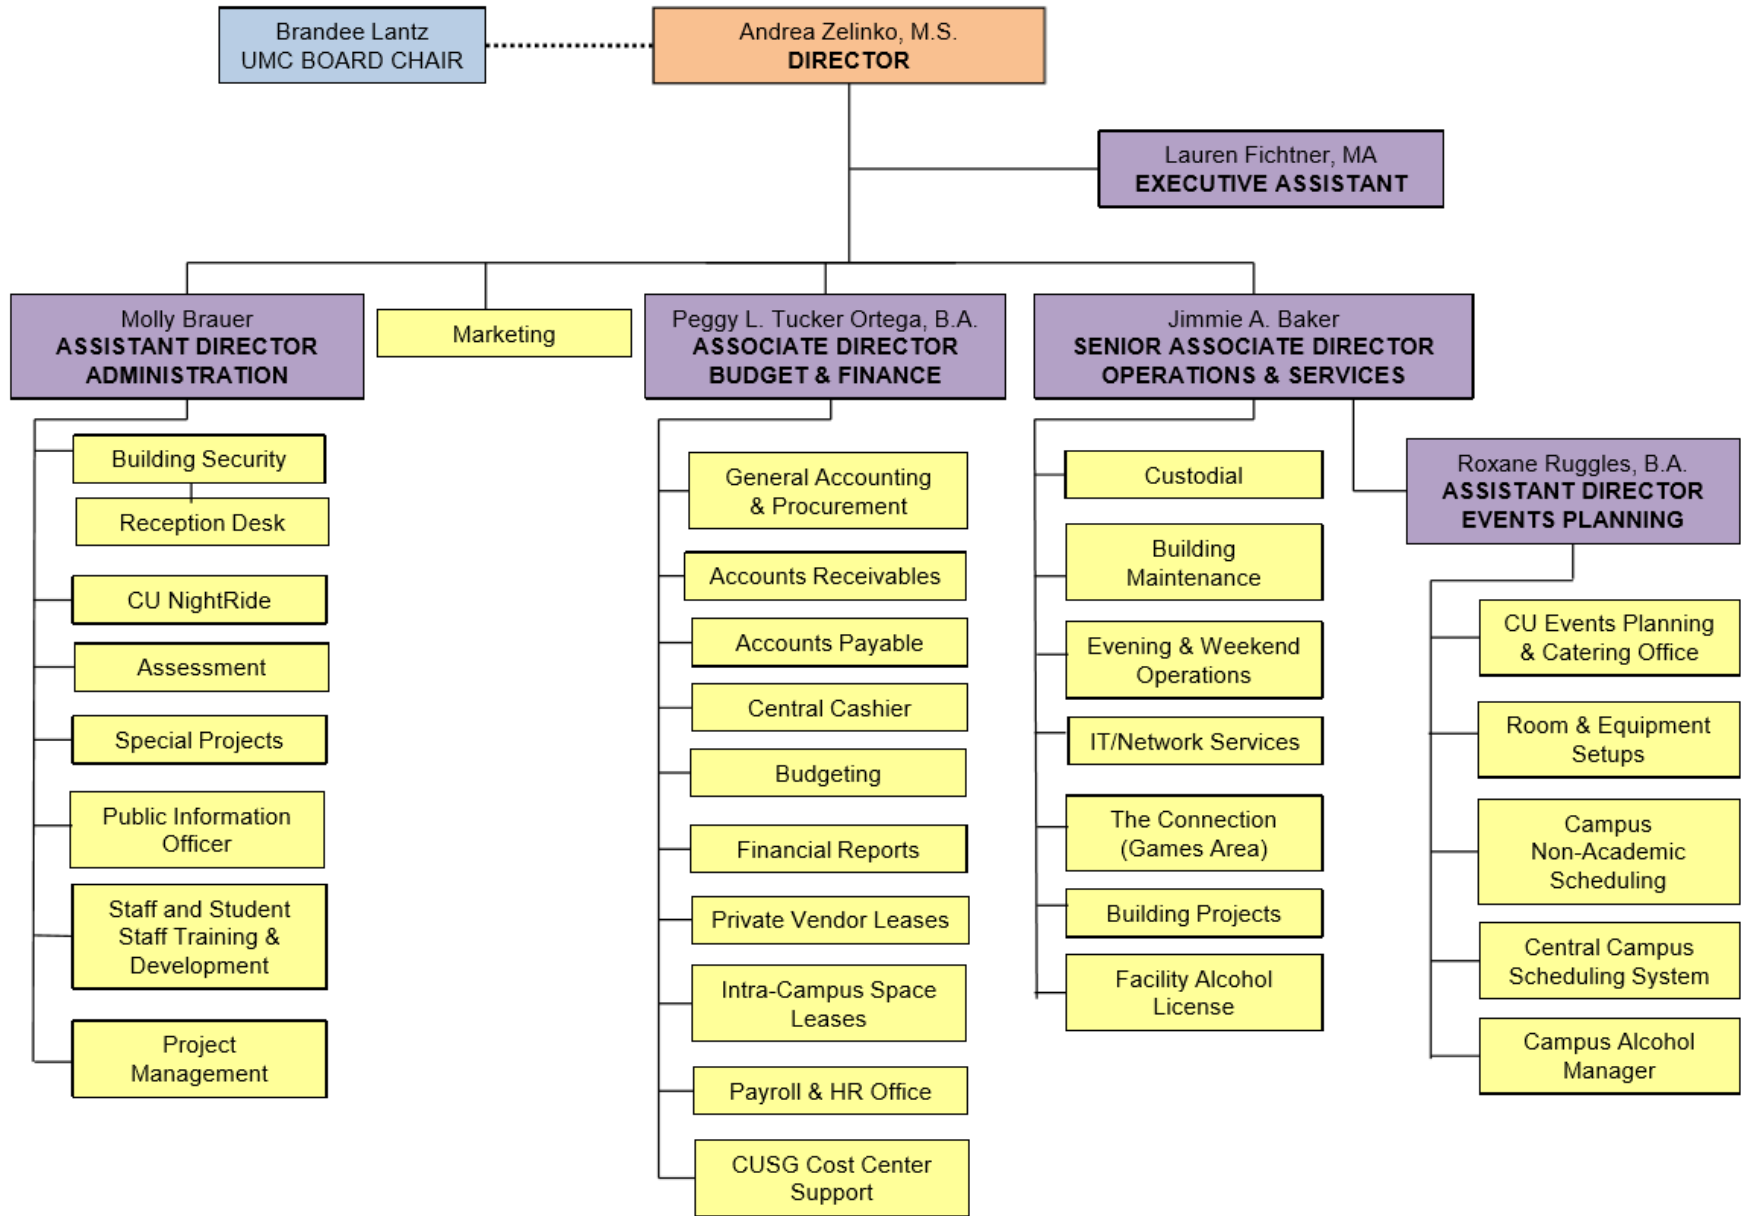 Brandee Lantz
UMC BOARD CHAIR
Andrea Zelinko, M.S.
DIRECTOR
Lauren Fichtner, MA
EXECUTIVE ASSISTANT
Molly Brauer
ASSISTANT DIRECTOR
ADMINISTRATION
Marketing
Peggy L. Tucker Ortega, B.A.
ASSOCIATE DIRECTOR
BUDGET & FINANCE
Jimmie A. Baker
SENIOR ASSOCIATE DIRECTOR
OPERATIONS & SERVICES
Roxane Ruggles, B.A.
ASSISTANT DIRECTOR
EVENTS PLANNING
Building Security
Reception Desk
CU NightRide
Assessment
Special Projects
Public Information
Officer
Staff and Student
Staff Training &
Development
Project
Management
General Accounting
& Procurement
Accounts Receivables
Accounts Payable
Central Cashier
Budgeting
Financial Reports
Private Vendor Leases
Intra-Campus Space
Leases
Payroll & HR Office
CUSG Cost Center
Support
Custodial
Building
Maintenance
Evening & Weekend
Operations
IT/Network Services
The Connection
(Games Area)
Building Projects
Facility Alcohol
License
CU Events Planning
& Catering Office
Room & Equipment
Setups
Campus
Non-Academic
Scheduling
Central Campus
Scheduling System
Campus Alcohol
Manager